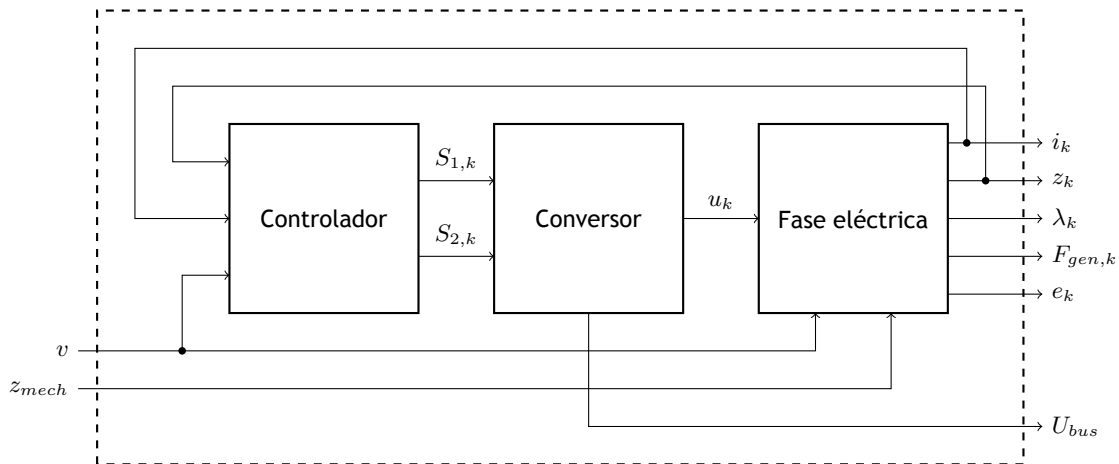 Controlador
S_{1,k}
S_{2,k}
Conversor
u_k
Fase eléctrica
i_k
z_k
λ_k
F_{gen,k}
e_k
v
z_{mech}
U_{bus}